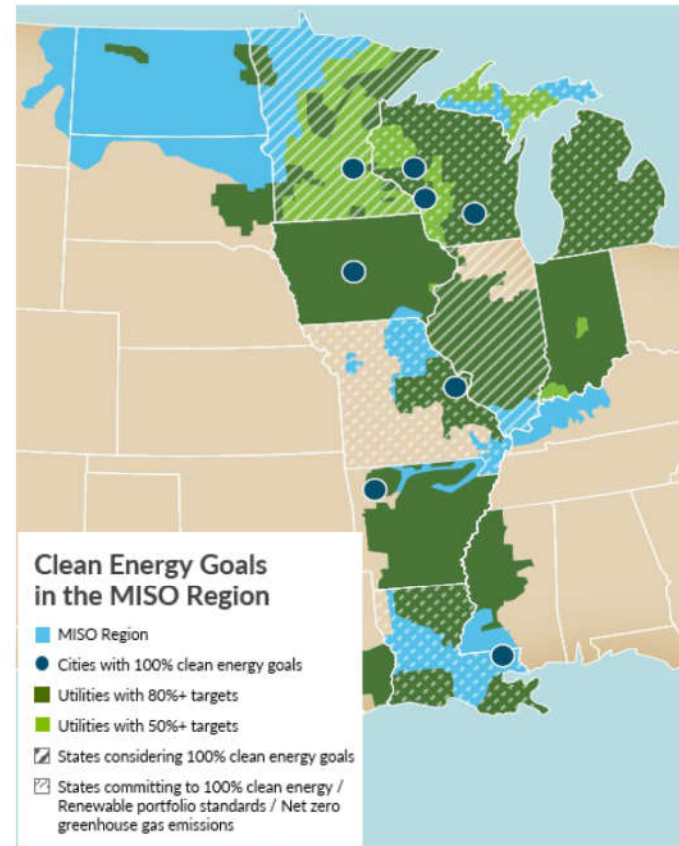 Clean Energy Goals
in the MISO Region
MISO Region
Cities with 100% clean energy goals
Utilities with 80%+ targets
Utilities with 50%+ targets
States considering 100% clean energy goals
States committing to 100% clean energy /
Renewable portfolio standards / Net zero
greenhouse gas emissions